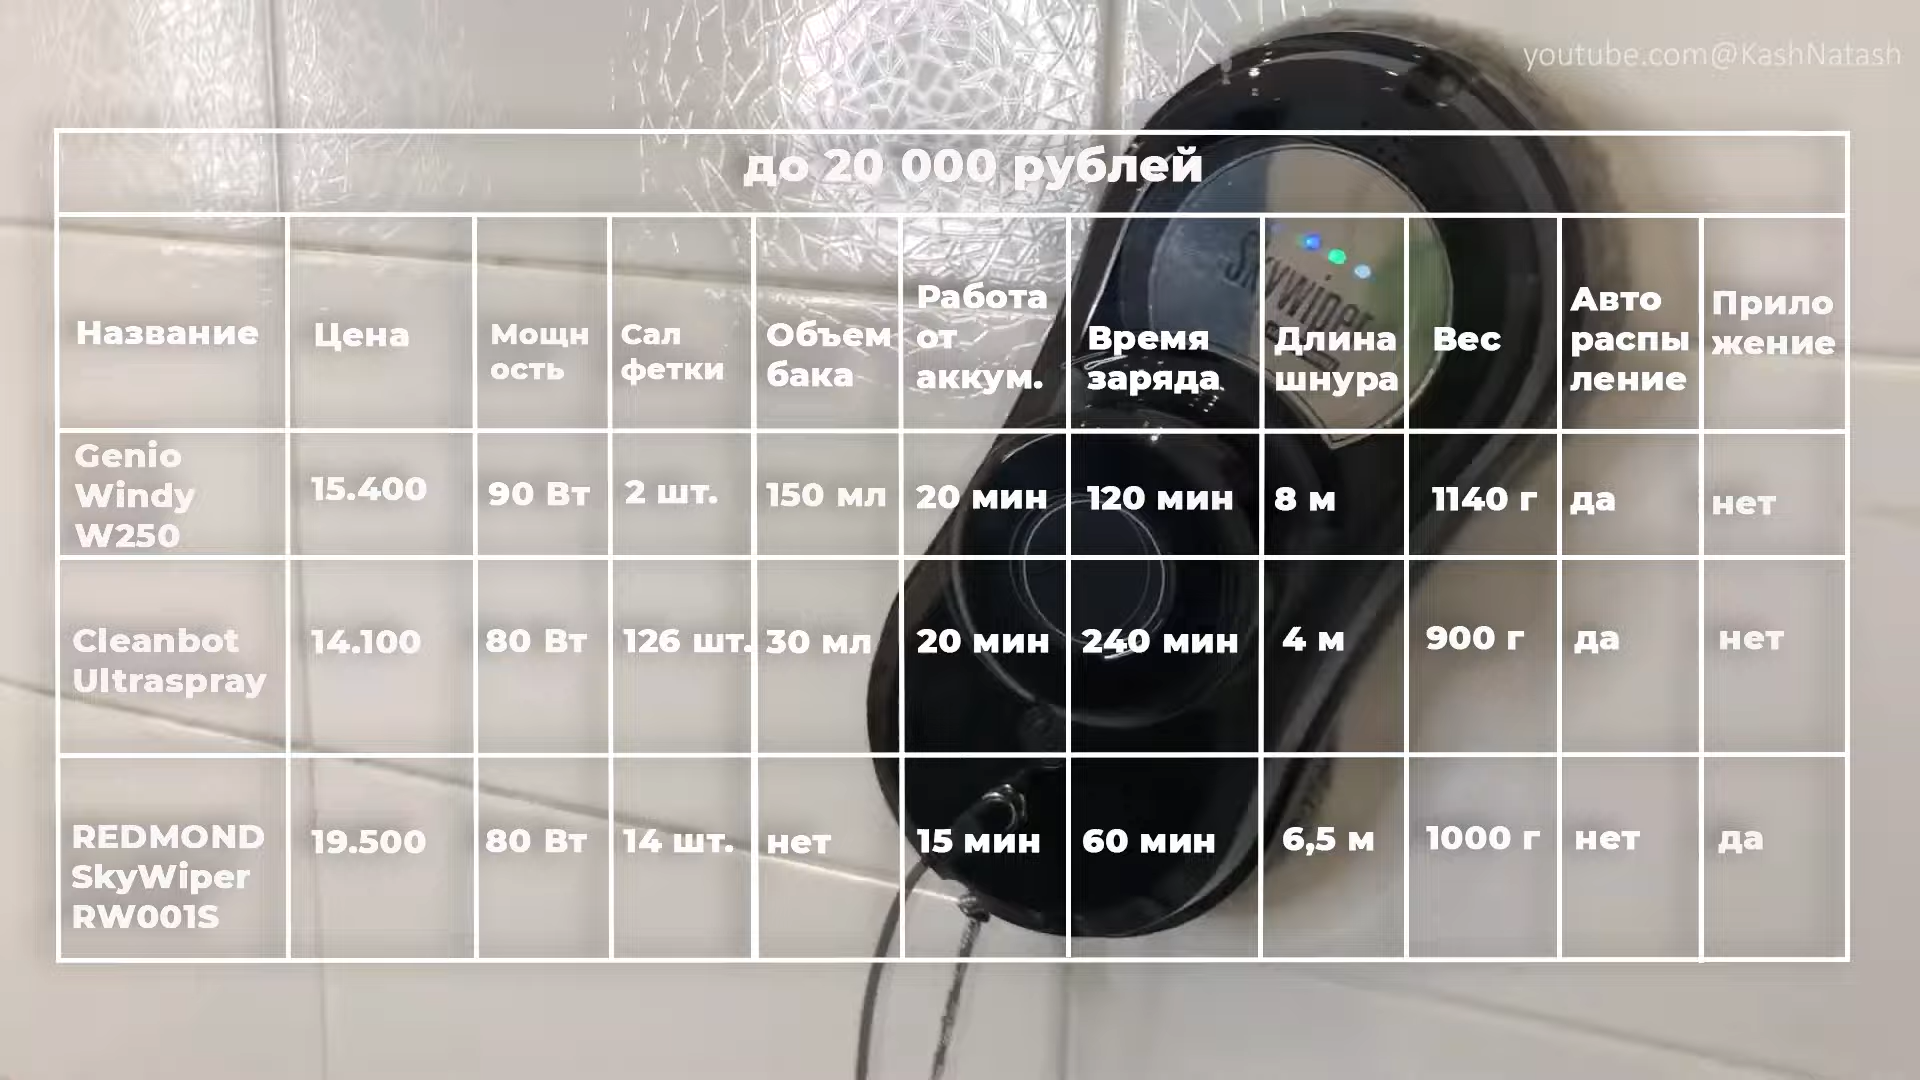 youtube.com@KashNatash
до 20 000 рублей
Название Цена Мощн
ость Сал
фетки Объем
бака Работа
от
аккум. Время
заряда Длина
шнура Вес Авто
распы
ление Прило
жение
Genio
Windy
W250 15.400 90 Вт 2 шт. 150 мл 20 мин 120 мин 8 м 1140 г да нет
Cleanbot
Ultraspray 14.100 80 Вт 126 шт. 30 мл 20 мин 240 мин 4 м 900 г да нет
REDMOND
SkyWiper
RW001S 19.500 80 Вт 14 шт. нет 15 мин 60 мин 6,5 м 1000 г нет да
SkyWiper